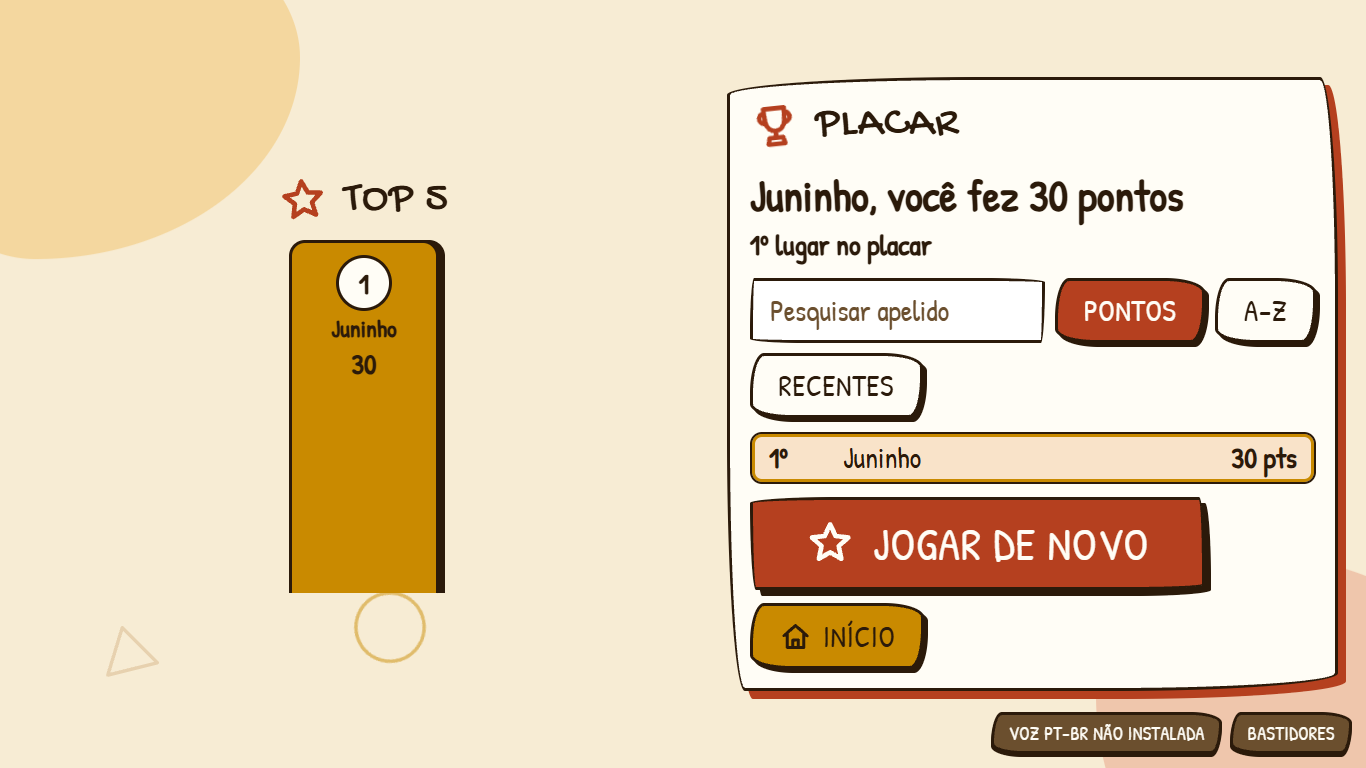 TOP 5
1
Juninho
30
PLACAR
Juninho, você fez 30 pontos
1º lugar no placar
Pesquisar apelido
PONTOS
A-Z
RECENTES
1º Juninho 30 pts
JOGAR DE NOVO
INÍCIO
VOZ PT-BR NÃO INSTALADA
BASTIDORES